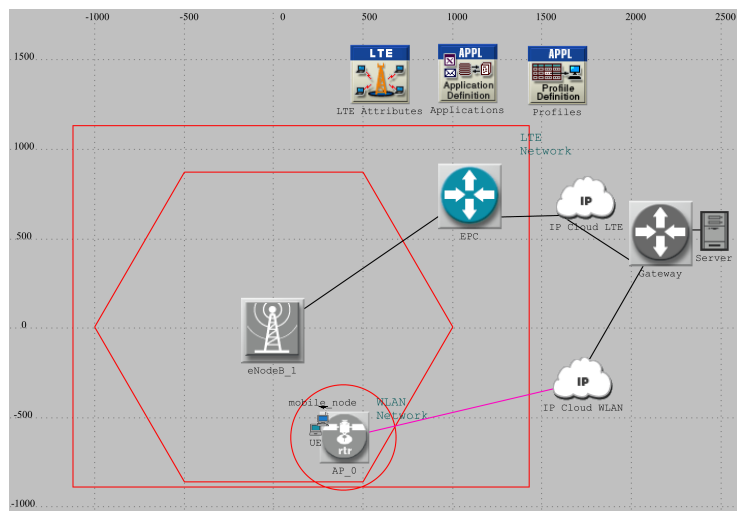 -1000 -500 0 500 1000 1500 2000 2500
1500
LTE
APPL
APPL
Application
Definition
Profile
Definition
LTE Attributes
Applications
Profiles
1000
LTE
Network
IP
IP Cloud LTE
EPC
500
Server
Gateway
0
eNodeB_1
IP
IP Cloud WLAN
mobile_node
WLAN
Network
-500
UE
rtr
AP_0
-1000